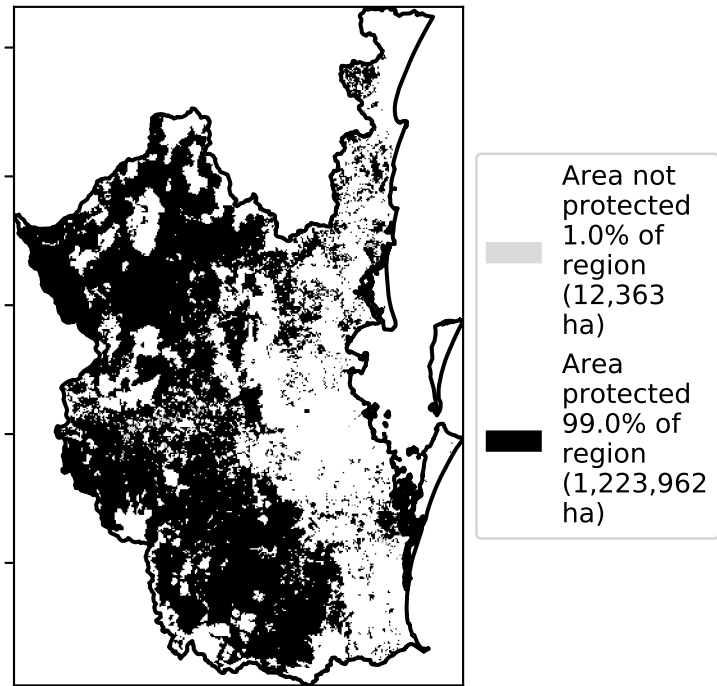 Area not
protected
1.0% of
region
(12,363
ha)
Area
protected
99.0% of
region
(1,223,962
ha)